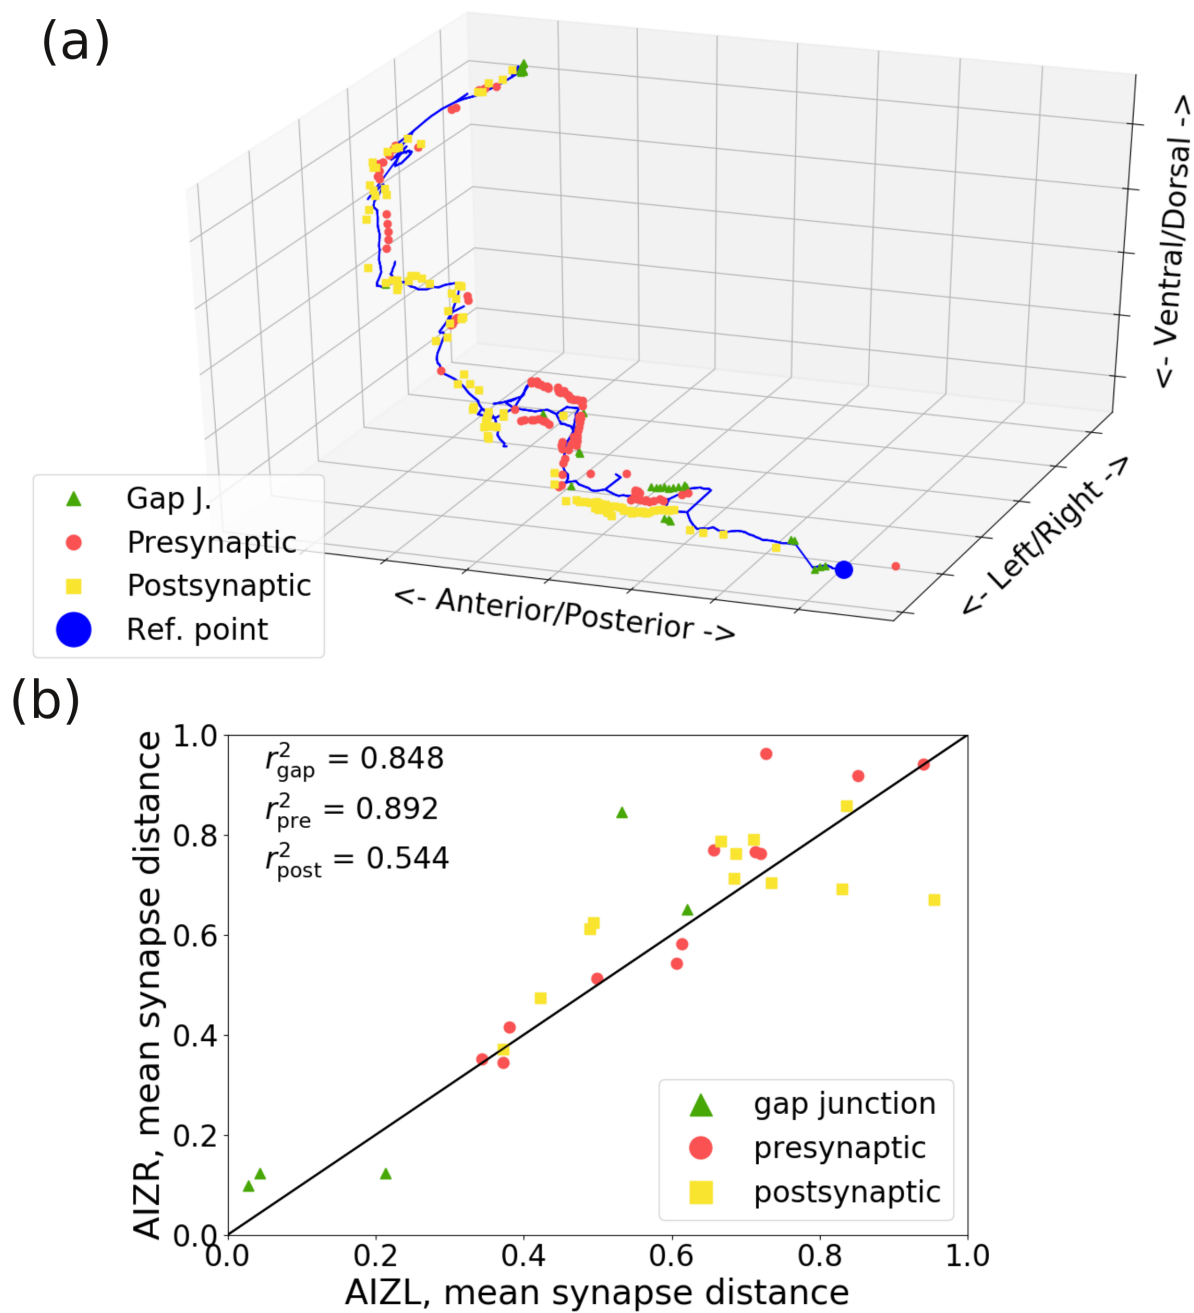 (a)
<- Ventral/Dorsal ->
<- Left/Right ->
<- Anterior/Posterior ->
Gap J.
Presynaptic
Postsynaptic
Ref. point
(b)
r²gap = 0.848
r²pre = 0.892
r²post = 0.544
AIZR, mean synapse distance
1.0
0.8
0.6
0.4
0.2
0.0
gap junction
presynaptic
postsynaptic
0.0 0.2 0.4 0.6 0.8 1.0
AIZL, mean synapse distance